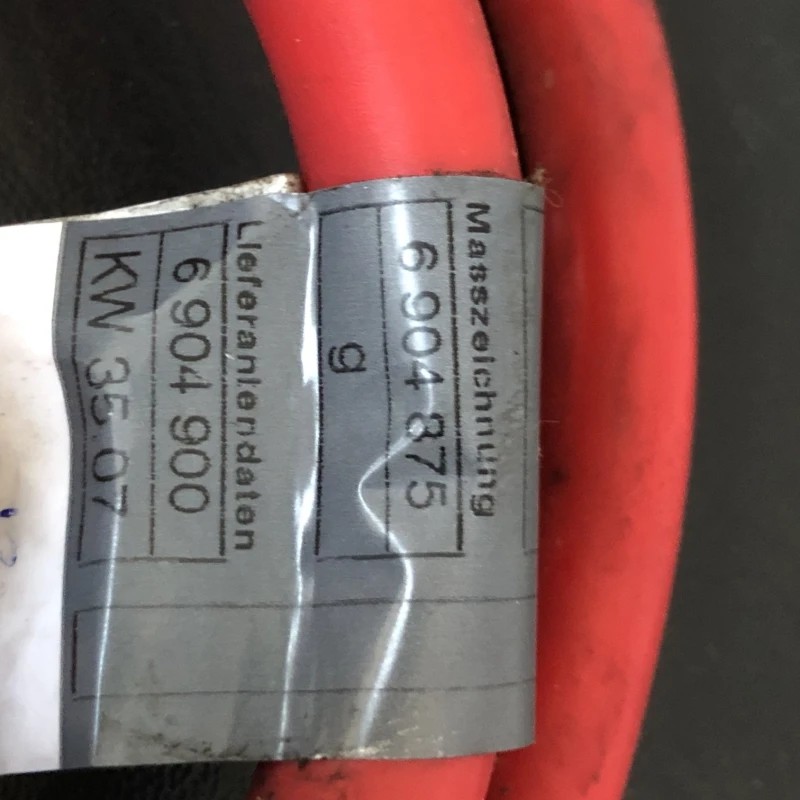 Masszeichnung
6 904 875
g
Lieferantendaten
6 904 900
KW 35.07